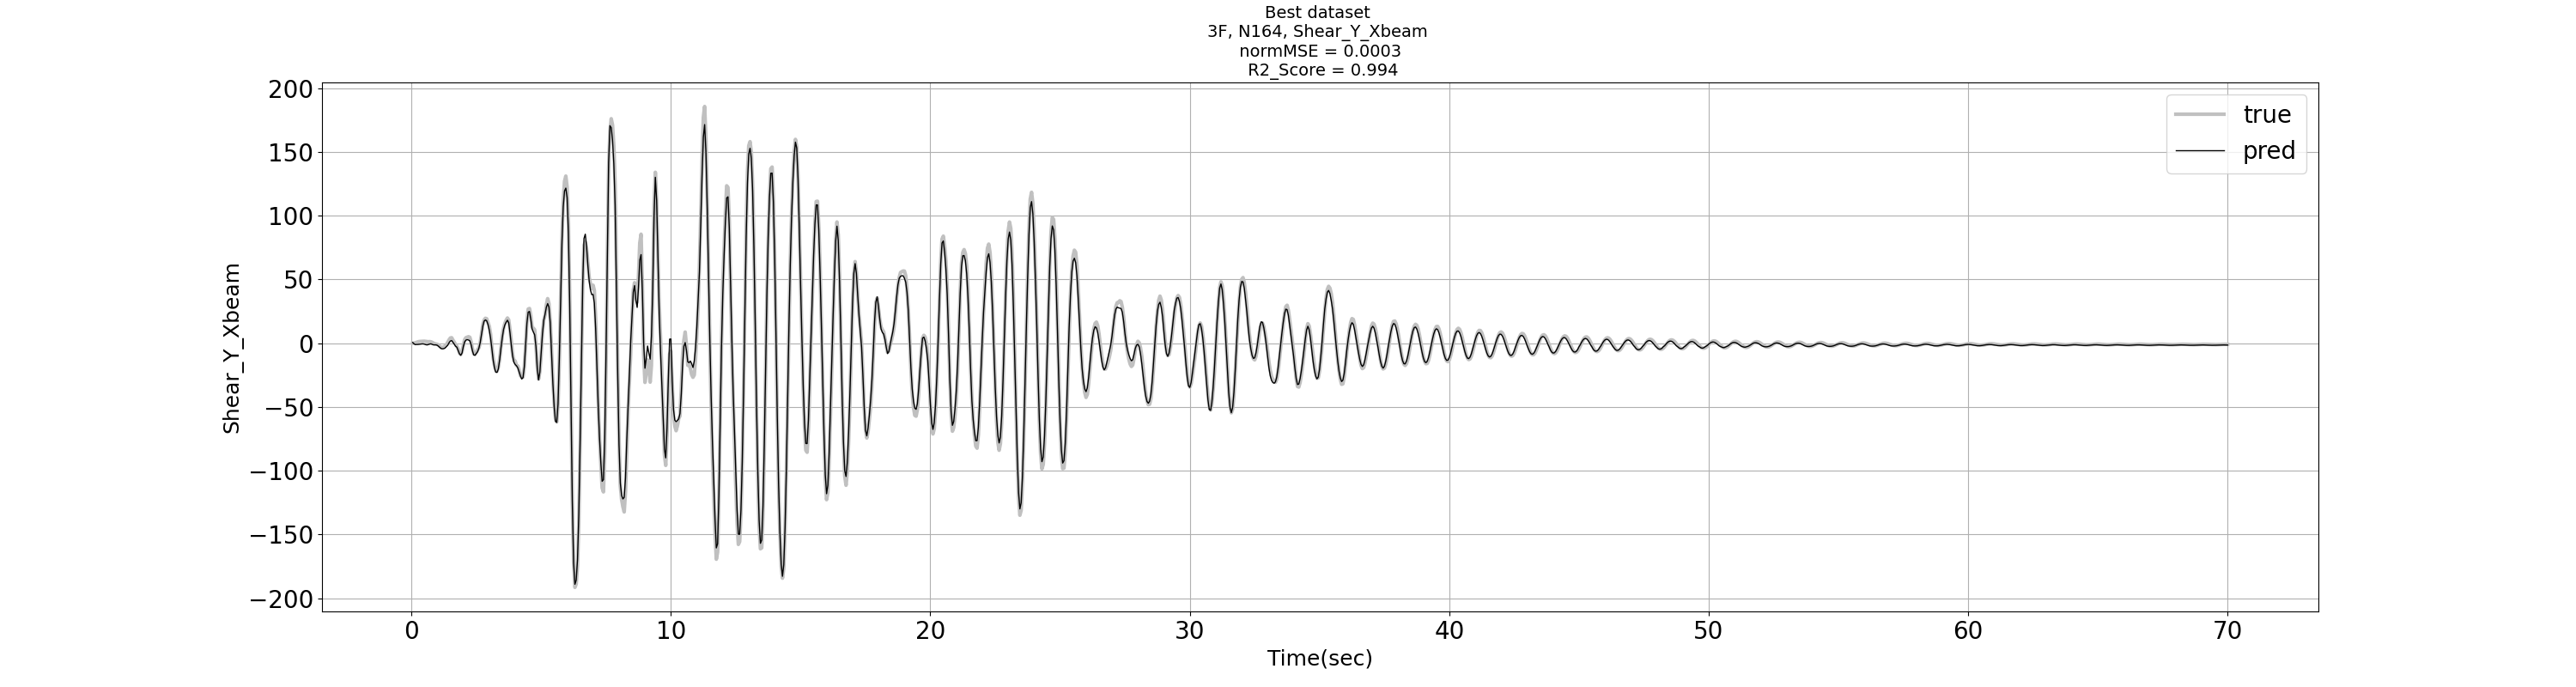 Best dataset
3F, N164, Shear_Y_Xbeam
normMSE = 0.0003
R2_Score = 0.994
200
150
100
50
0
−50
−100
−150
−200
Shear_Y_Xbeam
true
pred
0 10 20 30 40 50 60 70
Time(sec)